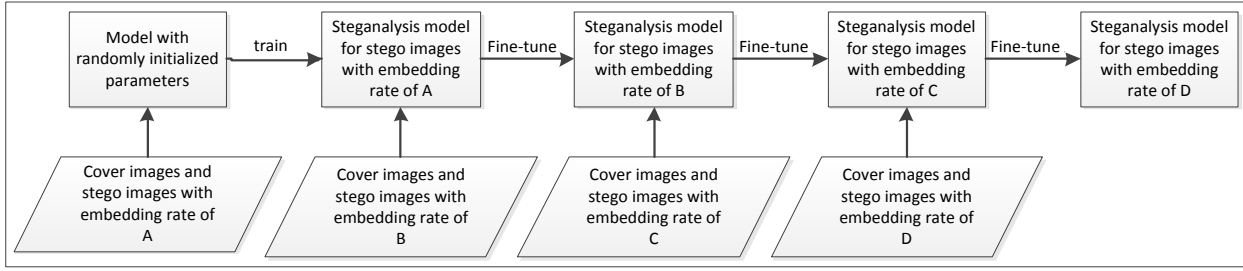 Model with
randomly initialized
parameters
train
Steganalysis model
for stego images
with embedding
rate of A
Fine-tune
Steganalysis model
for stego images
with embedding
rate of B
Fine-tune
Steganalysis model
for stego images
with embedding
rate of C
Fine-tune
Steganalysis model
for stego images
with embedding
rate of D
Cover images and
stego images with
embedding rate of
A
Cover images and
stego images with
embedding rate of
B
Cover images and
stego images with
embedding rate of
C
Cover images and
stego images with
embedding rate of
D